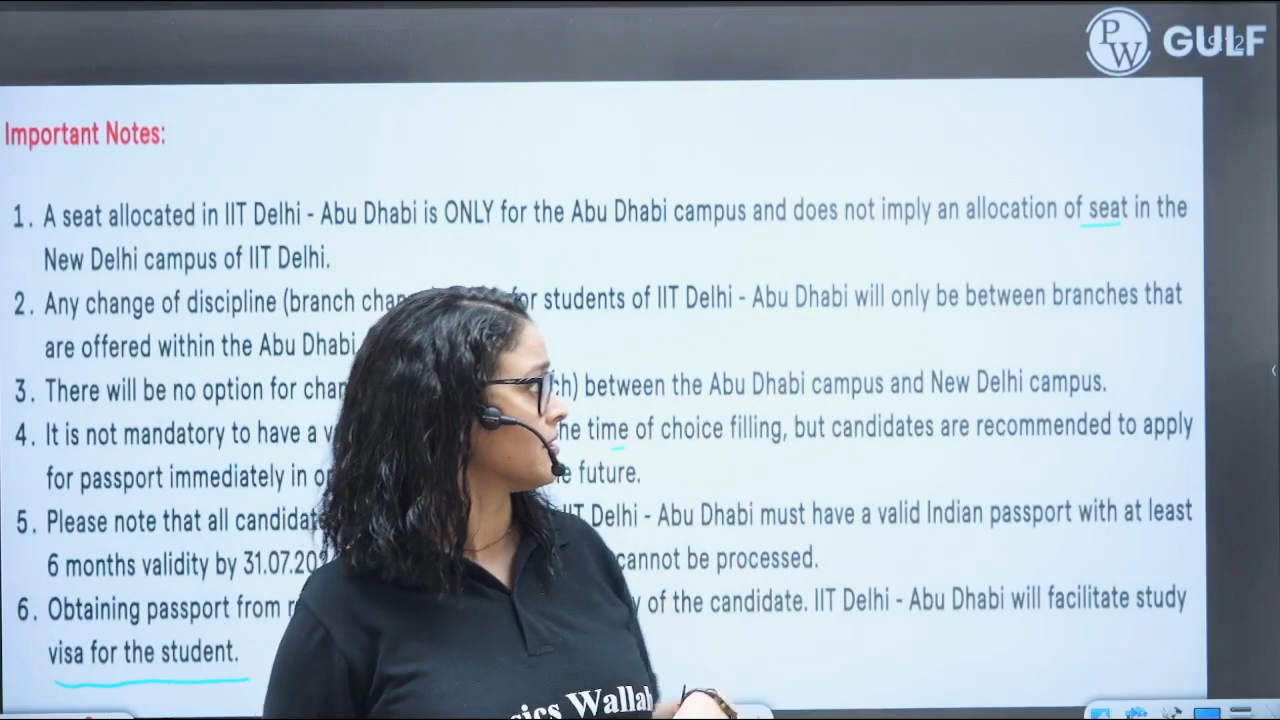 PW GULF
Important Notes:
1. A seat allocated in IIT Delhi - Abu Dhabi is ONLY for the Abu Dhabi campus and does not imply an allocation of seat in the
New Delhi campus of IIT Delhi.
2. Any change of discipline (branch for students of IIT Delhi - Abu Dhabi will only be between branches that
are offered within the Abu Dhabi
3. There will be no option for between the Abu Dhabi campus and New Delhi campus.
4. It is not mandatory to have a time of choice filling, but candidates are recommended to apply
for passport immediately in future.
5. Please note that all Delhi - Abu Dhabi must have a valid Indian passport with at least
6 months validity by 31.07. cannot be processed.
6. Obtaining passport from of the candidate. IIT Delhi - Abu Dhabi will facilitate study
visa for the student.
sics Wallah